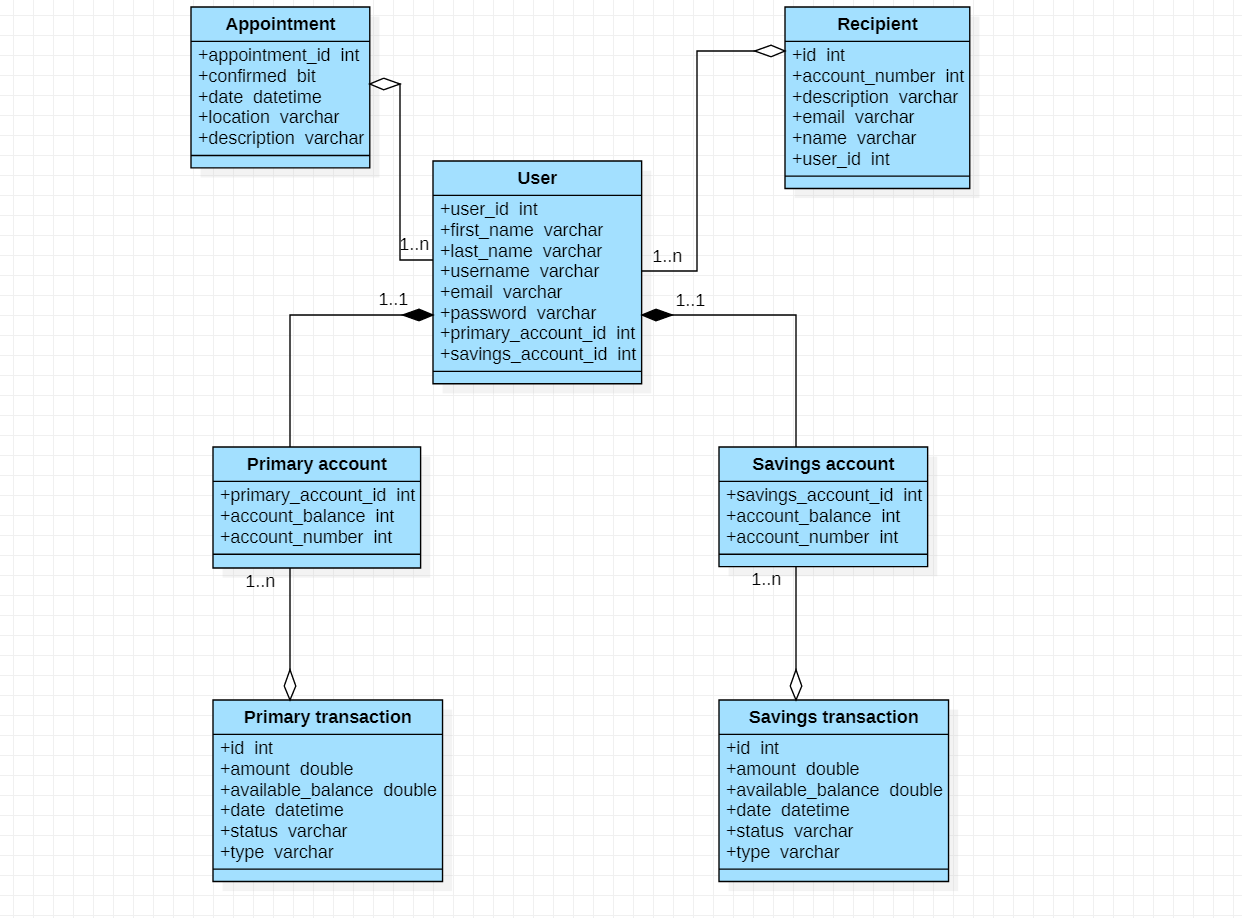 Appointment
+appointment_id int
+confirmed bit
+date datetime
+location varchar
+description varchar
Recipient
+id int
+account_number int
+description varchar
+email varchar
+name varchar
+user_id int
User
+user_id int
+first_name varchar
+last_name varchar
+username varchar
+email varchar
+password varchar
+primary_account_id int
+savings_account_id int
1..n
1..n
1..1
1..1
Primary account
+primary_account_id int
+account_balance int
+account_number int
1..n
Savings account
+savings_account_id int
+account_balance int
+account_number int
1..n
Primary transaction
+id int
+amount double
+available_balance double
+date datetime
+status varchar
+type varchar
Savings transaction
+id int
+amount double
+available_balance double
+date datetime
+status varchar
+type varchar